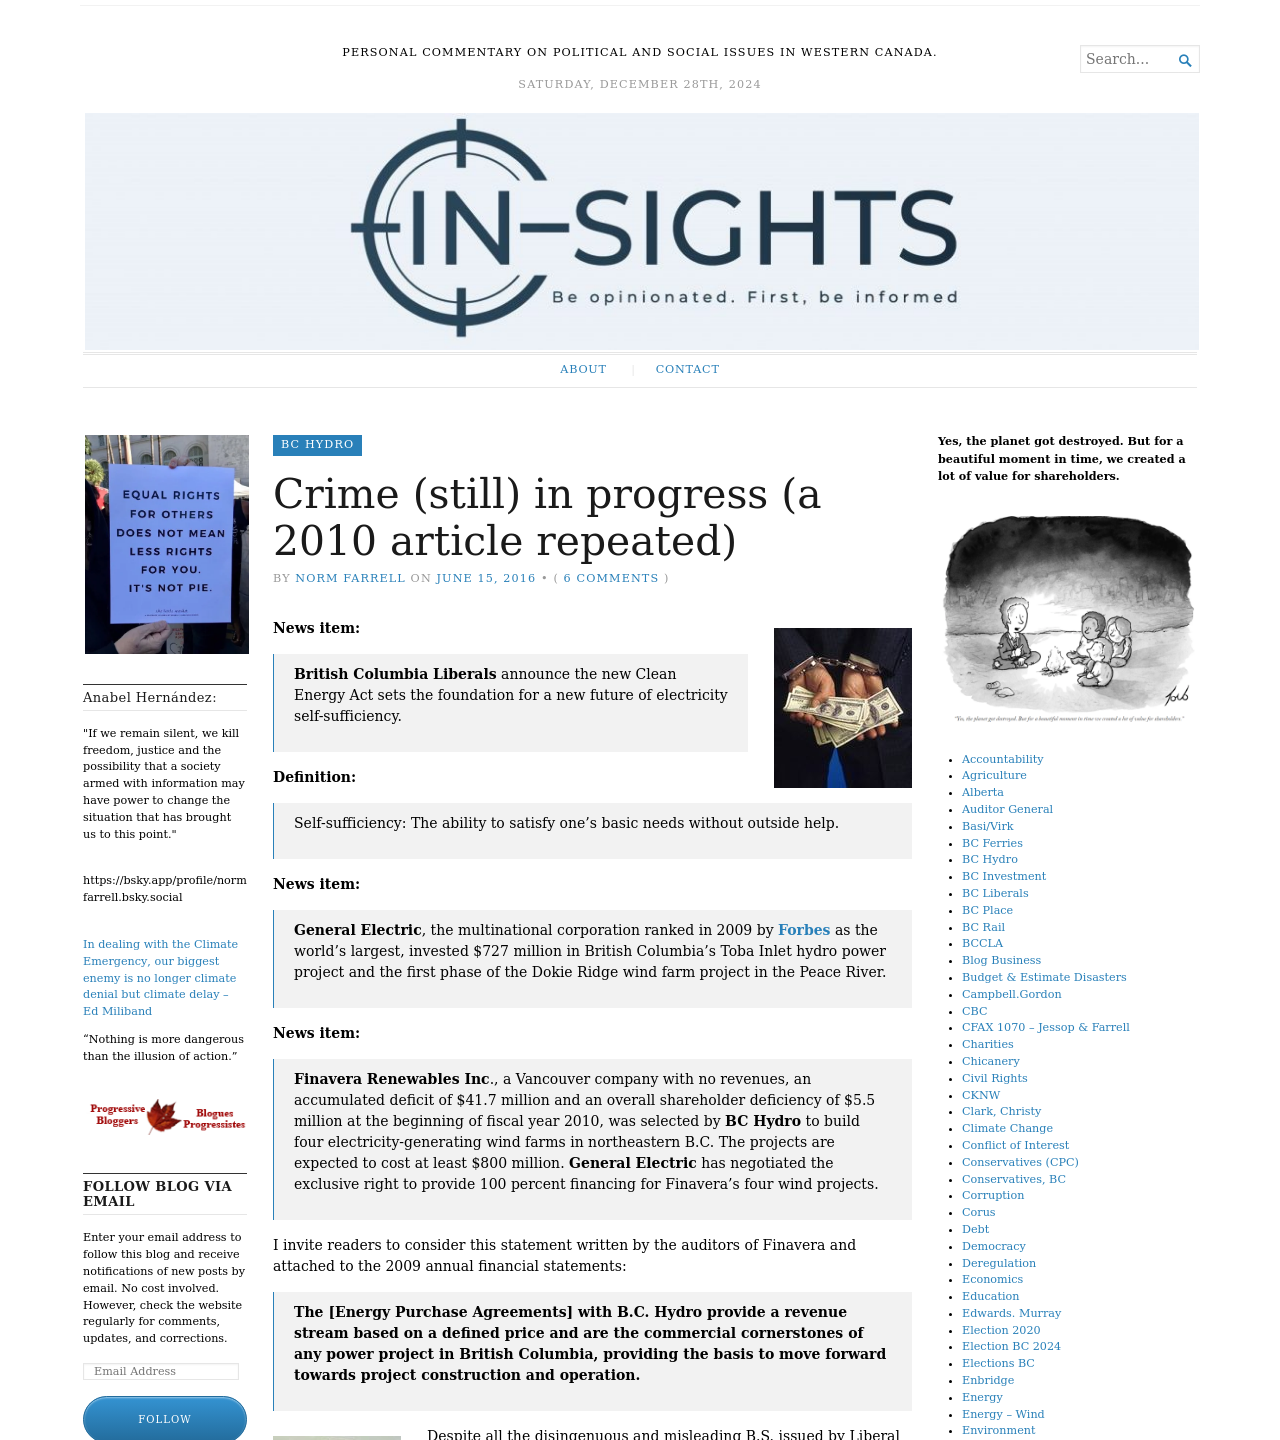 PERSONAL COMMENTARY ON POLITICAL AND SOCIAL ISSUES IN WESTERN CANADA.
Search...
SATURDAY, DECEMBER 28TH, 2024
IN-SIGHTS
Be opinionated. First, be informed
ABOUT
|
CONTACT
EQUAL RIGHTS
FOR OTHERS
DOES NOT MEAN
LESS RIGHTS
FOR YOU.
IT'S NOT PIE.
Anabel Hernández:
"If we remain silent, we kill
freedom, justice and the
possibility that a society
armed with information may
have power to change the
situation that has brought
us to this point."
https://bsky.app/profile/norm
farrell.bsky.social
In dealing with the Climate
Emergency, our biggest
enemy is no longer climate
denial but climate delay –
Ed Miliband
“Nothing is more dangerous
than the illusion of action.”
Progressive
Bloggers
Blogues
Progressistes
FOLLOW BLOG VIA
EMAIL
Enter your email address to
follow this blog and receive
notifications of new posts by
email. No cost involved.
However, check the website
regularly for comments,
updates, and corrections.
Email Address
FOLLOW
BC HYDRO
Crime (still) in progress (a
2010 article repeated)
BY NORM FARRELL ON JUNE 15, 2016 • ( 6 COMMENTS )
News item:
British Columbia Liberals announce the new Clean
Energy Act sets the foundation for a new future of electricity
self-sufficiency.
Definition:
Self-sufficiency: The ability to satisfy one’s basic needs without outside help.
News item:
General Electric, the multinational corporation ranked in 2009 by Forbes as the
world’s largest, invested $727 million in British Columbia’s Toba Inlet hydro power
project and the first phase of the Dokie Ridge wind farm project in the Peace River.
News item:
Finavera Renewables Inc., a Vancouver company with no revenues, an
accumulated deficit of $41.7 million and an overall shareholder deficiency of $5.5
million at the beginning of fiscal year 2010, was selected by BC Hydro to build
four electricity-generating wind farms in northeastern B.C. The projects are
expected to cost at least $800 million. General Electric has negotiated the
exclusive right to provide 100 percent financing for Finavera’s four wind projects.
I invite readers to consider this statement written by the auditors of Finavera and
attached to the 2009 annual financial statements:
The [Energy Purchase Agreements] with B.C. Hydro provide a revenue
stream based on a defined price and are the commercial cornerstones of
any power project in British Columbia, providing the basis to move forward
towards project construction and operation.
Despite all the disingenuous and misleading B.S. issued by Liberal
Yes, the planet got destroyed. But for a
beautiful moment in time, we created a
lot of value for shareholders.
"Yes, the planet got destroyed. But for a beautiful moment in time we created a lot of value for shareholders."
Accountability
Agriculture
Alberta
Auditor General
Basi/Virk
BC Ferries
BC Hydro
BC Investment
BC Liberals
BC Place
BC Rail
BCCLA
Blog Business
Budget & Estimate Disasters
Campbell.Gordon
CBC
CFAX 1070 – Jessop & Farrell
Charities
Chicanery
Civil Rights
CKNW
Clark, Christy
Climate Change
Conflict of Interest
Conservatives (CPC)
Conservatives, BC
Corruption
Corus
Debt
Democracy
Deregulation
Economics
Education
Edwards. Murray
Election 2020
Election BC 2024
Elections BC
Enbridge
Energy
Energy – Wind
Environment